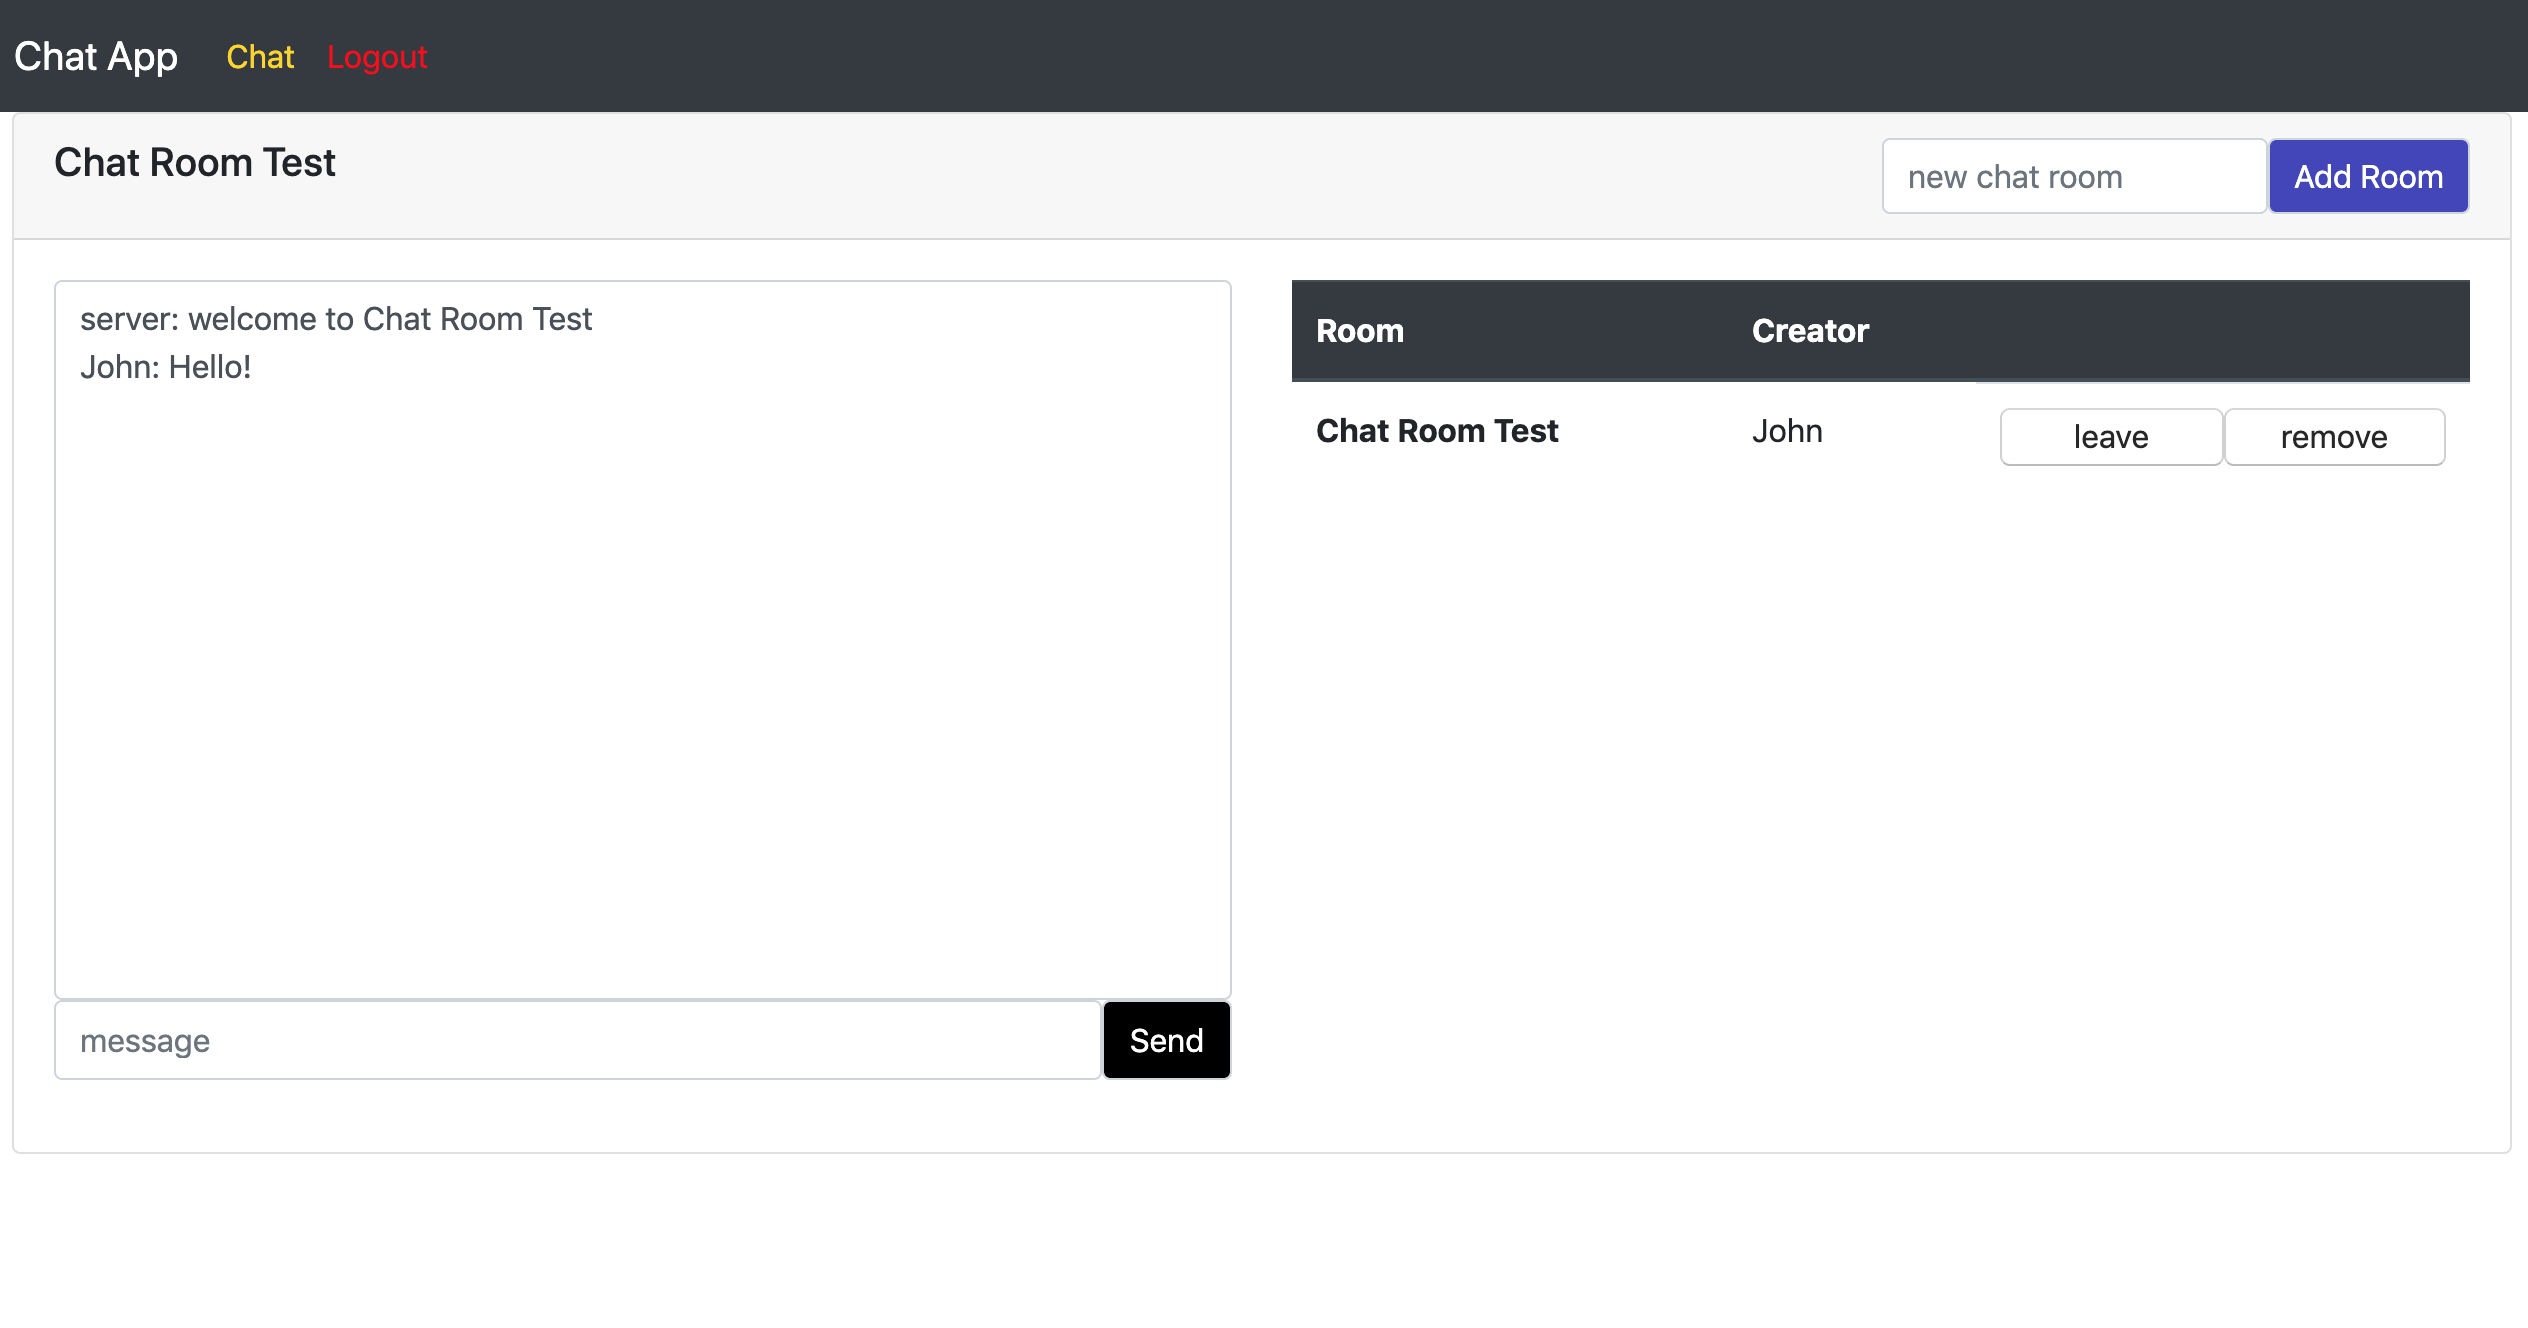 Chat App Chat Logout
Chat Room Test
new chat room Add Room
server: welcome to Chat Room Test
John: Hello!
message Send
Room Creator
Chat Room Test John leave remove